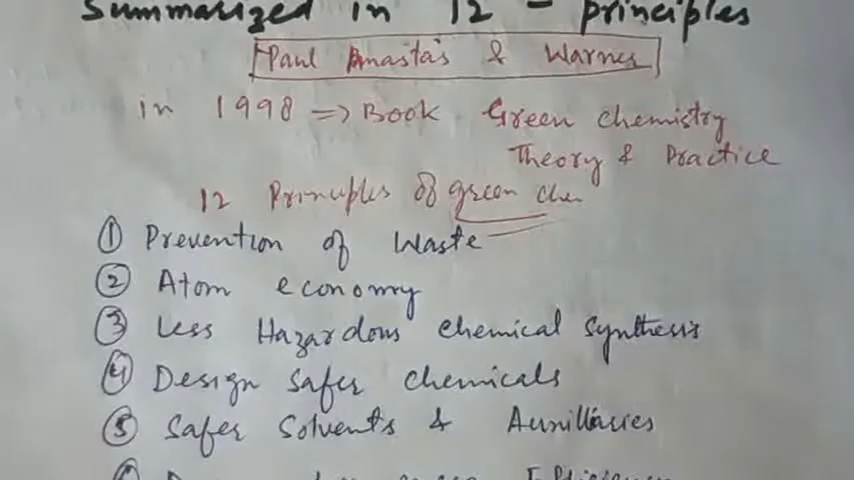 Summarized in 12 - principles
Paul Anastas & Warner
in 1998 => Book Green Chemistry
Theory & Practice
12 Principles of green che
① Prevention of Waste
② Atom economy
③ Less Hazardous chemical synthesis
④ Design safer chemicals
⑤ Safer Solvents & Auxillaries